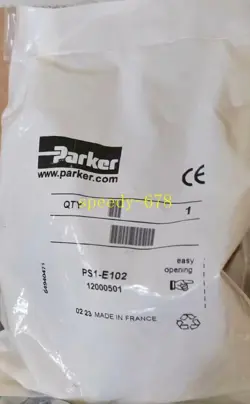 Parker
www.parker.com
CE
QTY
1
speedy-678
PS1-E102
12000501
easy
opening
02 23 MADE IN FRANCE